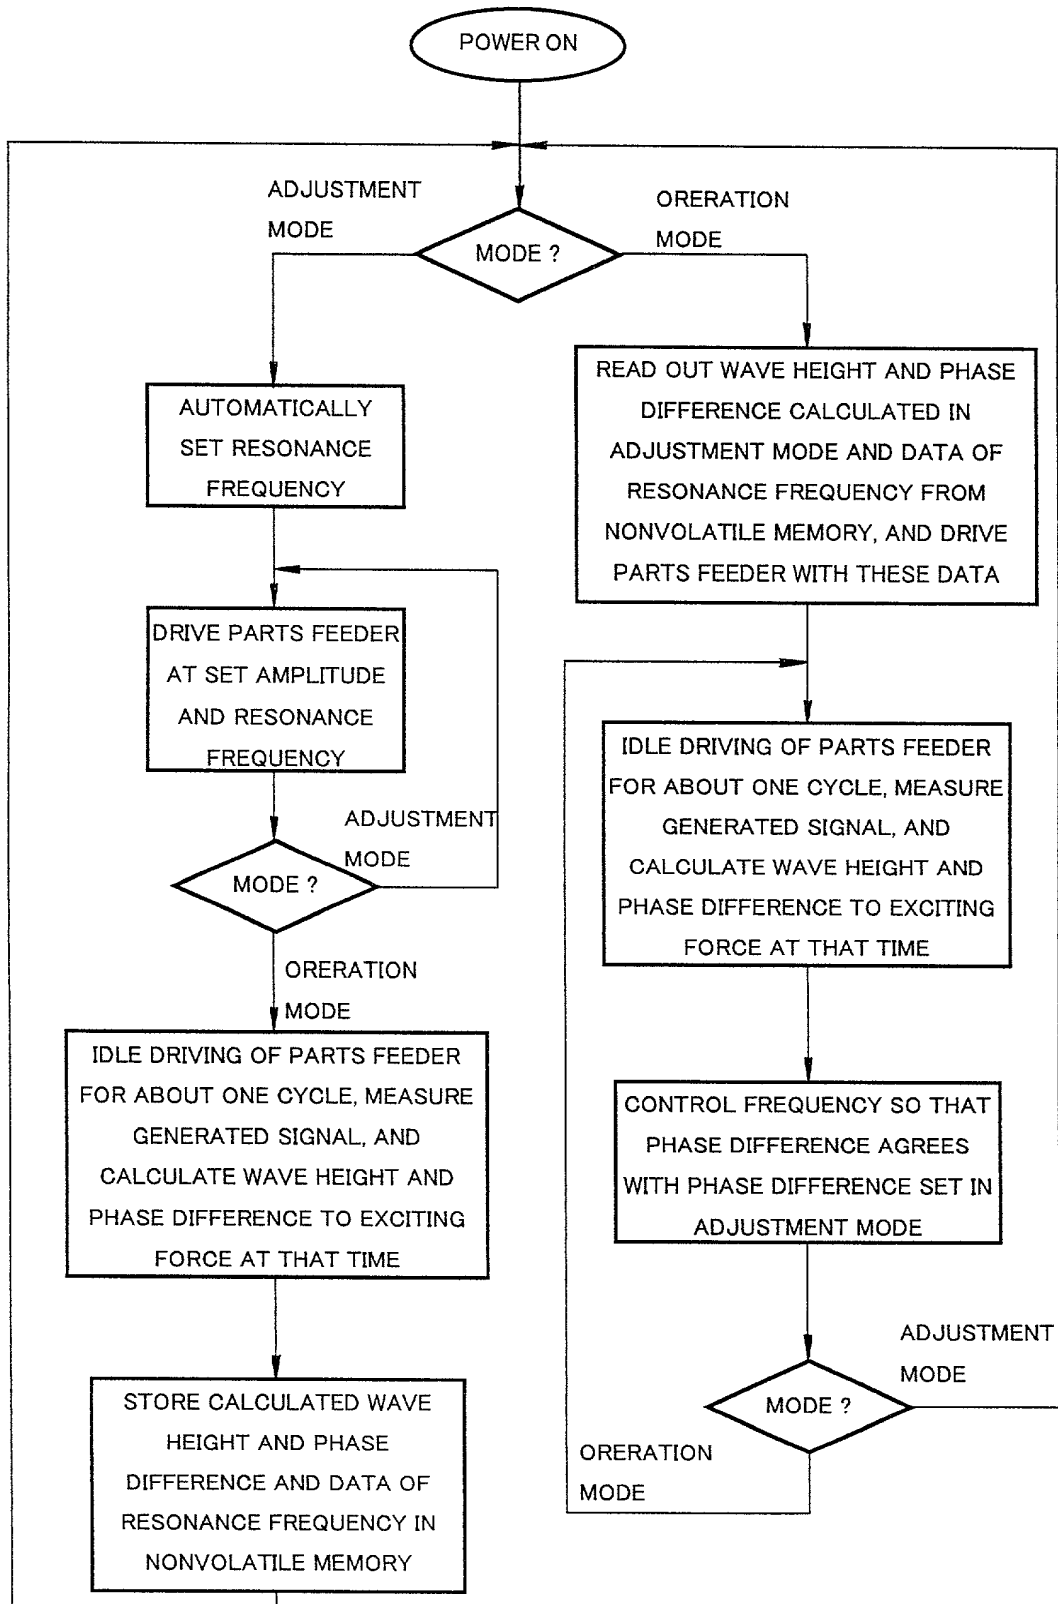 POWER ON
ADJUSTMENT
MODE
ORERATION
MODE
MODE ?
AUTOMATICALLY
SET RESONANCE
FREQUENCY
DRIVE PARTS FEEDER
AT SET AMPLITUDE
AND RESONANCE
FREQUENCY
ADJUSTMENT
MODE
MODE ?
ORERATION
MODE
IDLE DRIVING OF PARTS FEEDER
FOR ABOUT ONE CYCLE, MEASURE
GENERATED SIGNAL, AND
CALCULATE WAVE HEIGHT AND
PHASE DIFFERENCE TO EXCITING
FORCE AT THAT TIME
STORE CALCULATED WAVE
HEIGHT AND PHASE
DIFFERENCE AND DATA OF
RESONANCE FREQUENCY IN
NONVOLATILE MEMORY
READ OUT WAVE HEIGHT AND PHASE
DIFFERENCE CALCULATED IN
ADJUSTMENT MODE AND DATA OF
RESONANCE FREQUENCY FROM
NONVOLATILE MEMORY, AND DRIVE
PARTS FEEDER WITH THESE DATA
IDLE DRIVING OF PARTS FEEDER
FOR ABOUT ONE CYCLE, MEASURE
GENERATED SIGNAL, AND
CALCULATE WAVE HEIGHT AND
PHASE DIFFERENCE TO EXCITING
FORCE AT THAT TIME
CONTROL FREQUENCY SO THAT
PHASE DIFFERENCE AGREES
WITH PHASE DIFFERENCE SET IN
ADJUSTMENT MODE
ADJUSTMENT
MODE
MODE ?
ORERATION
MODE